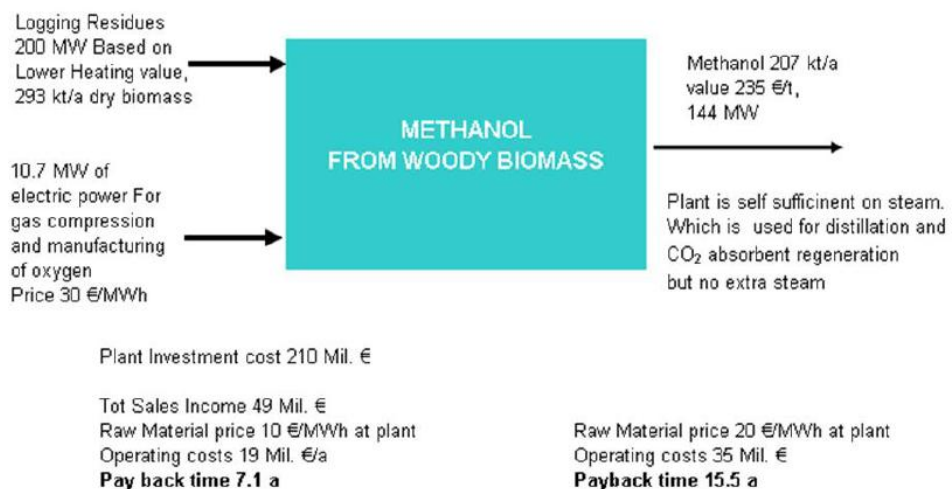 Logging Residues
200 MW Based on
Lower Heating value,
293 kt/a dry biomass
10.7 MW of
electric power For
gas compression
and manufacturing
of oxygen
Price 30 €/MWh
METHANOL
FROM WOODY BIOMASS
Methanol 207 kt/a
value 235 €/t,
144 MW
Plant is self sufficinent on steam.
Which is used for distillation and
CO₂ absorbent regeneration
but no extra steam
Plant Investment cost 210 Mil. €
Tot Sales Income 49 Mil. €
Raw Material price 10 €/MWh at plant
Operating costs 19 Mil. €/a
Pay back time 7.1 a
Raw Material price 20 €/MWh at plant
Operating costs 35 Mil. €
Payback time 15.5 a